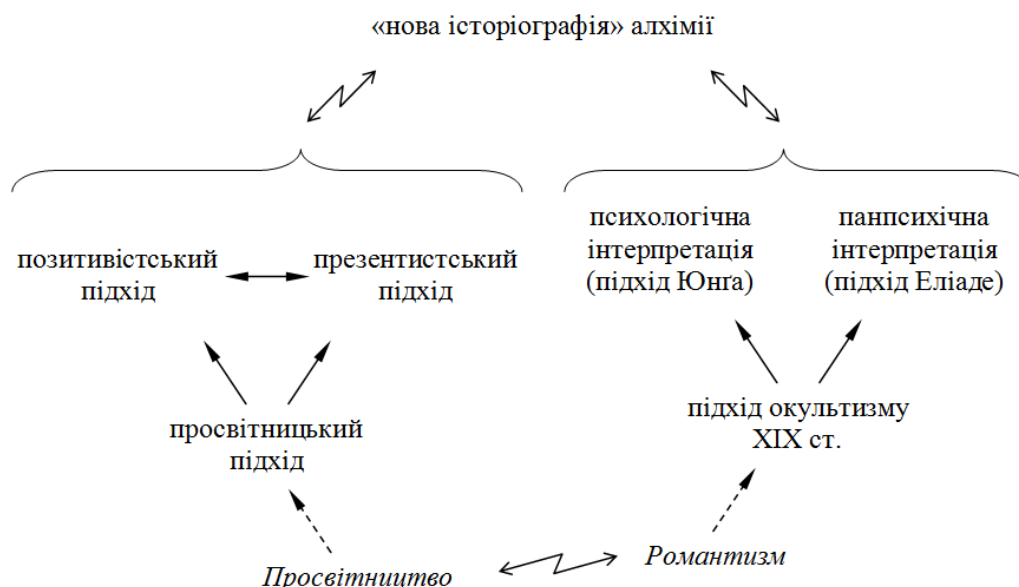 «нова історіографія» алхімії
позитивістський
підхід
презентистський
підхід
психологічна
інтерпретація
(підхід Юнґа)
панпсихічна
інтерпретація
(підхід Еліаде)
просвітницький
підхід
підхід окультизму
XIX ст.
Просвітництво
Романтизм